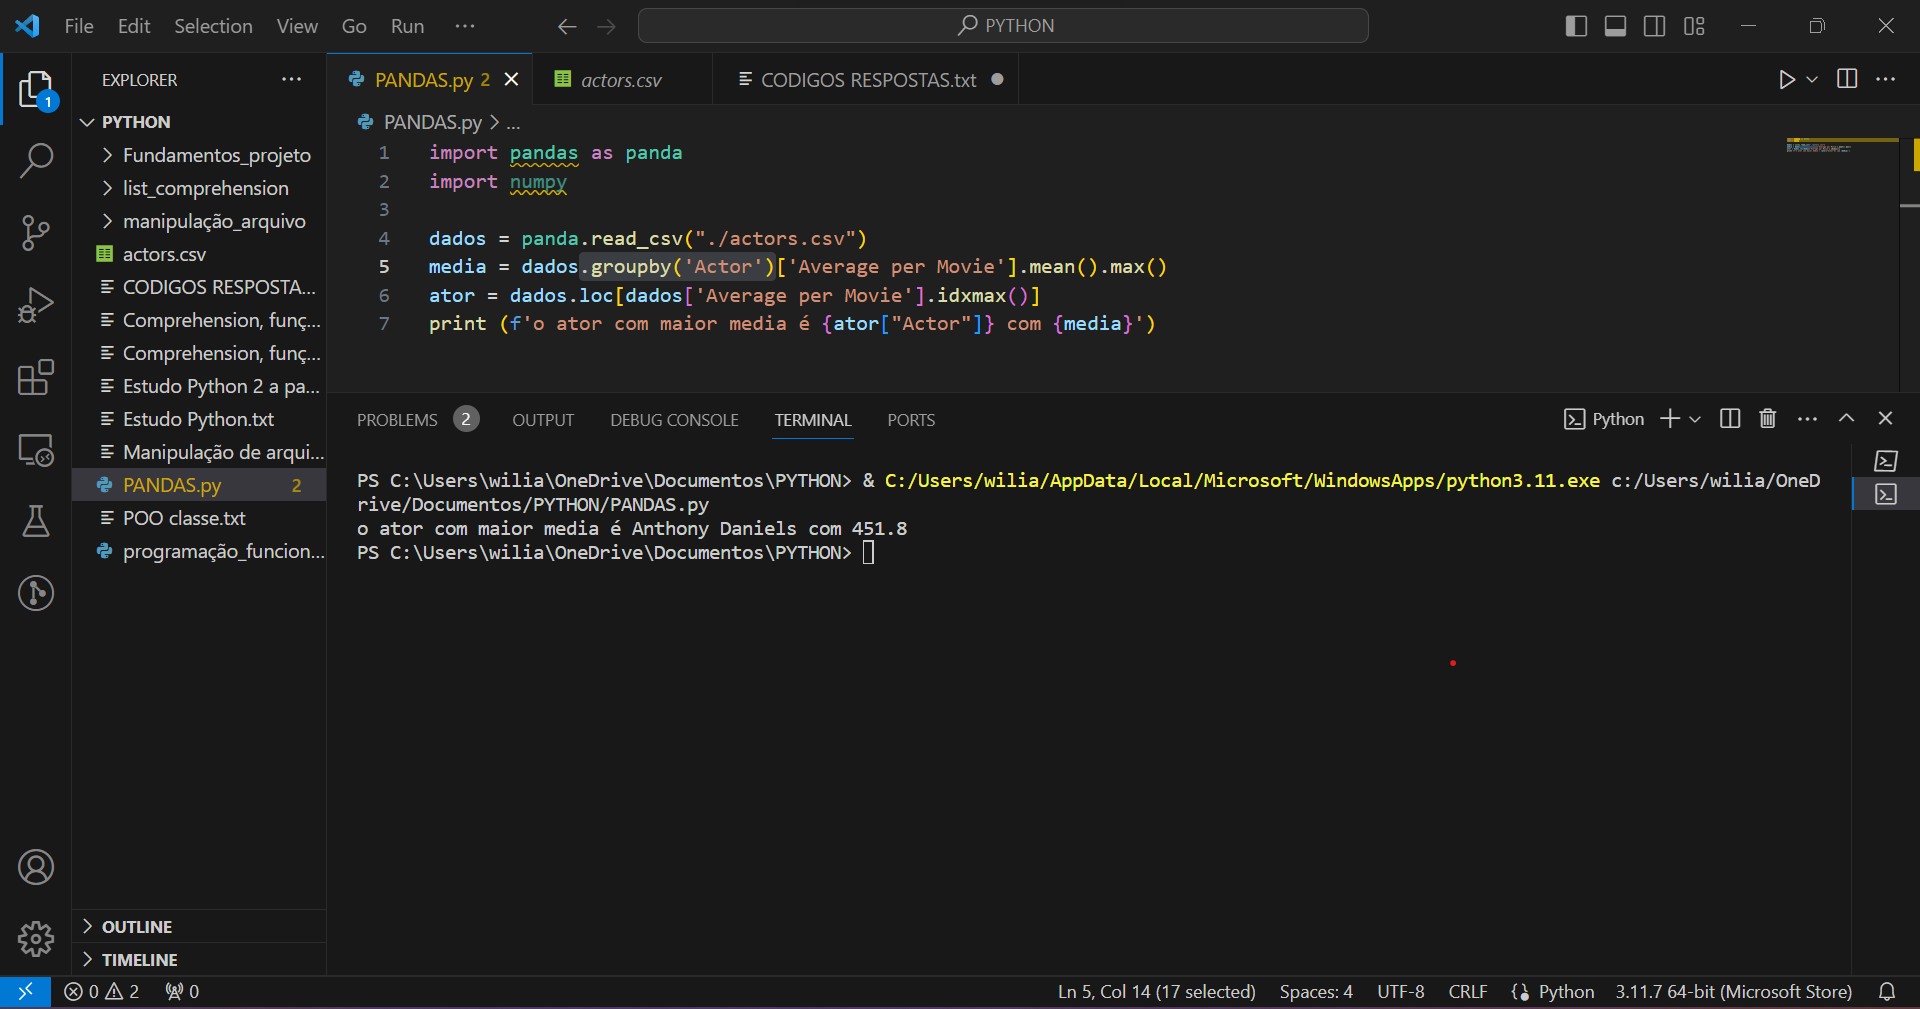 File Edit Selection View Go Run ··· ← → PYTHON
EXPLORER ···
PANDAS.py 2 ×
actors.csv
CODIGOS RESPOSTAS.txt ●
PANDAS.py > ...
1
PYTHON
Fundamentos_projeto
list_comprehension
manipulação_arquivo
actors.csv
CODIGOS RESPOSTA...
Comprehension, funç...
Comprehension, funç...
Estudo Python 2 a pa...
Estudo Python.txt
Manipulação de arqui...
PANDAS.py 2
POO classe.txt
programação_funcion...
OUTLINE
TIMELINE
1 import pandas as panda
2 import numpy
3
4 dados = panda.read_csv("./actors.csv")
5 media = dados.groupby('Actor')['Average per Movie'].mean().max()
6 ator = dados.loc[dados['Average per Movie'].idxmax()]
7 print (f'o ator com maior media é {ator["Actor"]} com {media}')
PROBLEMS 2 OUTPUT DEBUG CONSOLE TERMINAL PORTS
Python
PS C:\Users\wilia\OneDrive\Documentos\PYTHON> & C:/Users/wilia/AppData/Local/Microsoft/WindowsApps/python3.11.exe c:/Users/wilia/OneD
rive/Documentos/PYTHON/PANDAS.py
o ator com maior media é Anthony Daniels com 451.8
PS C:\Users\wilia\OneDrive\Documentos\PYTHON>
0 2 0
Ln 5, Col 14 (17 selected) Spaces: 4 UTF-8 CRLF Python 3.11.7 64-bit (Microsoft Store)